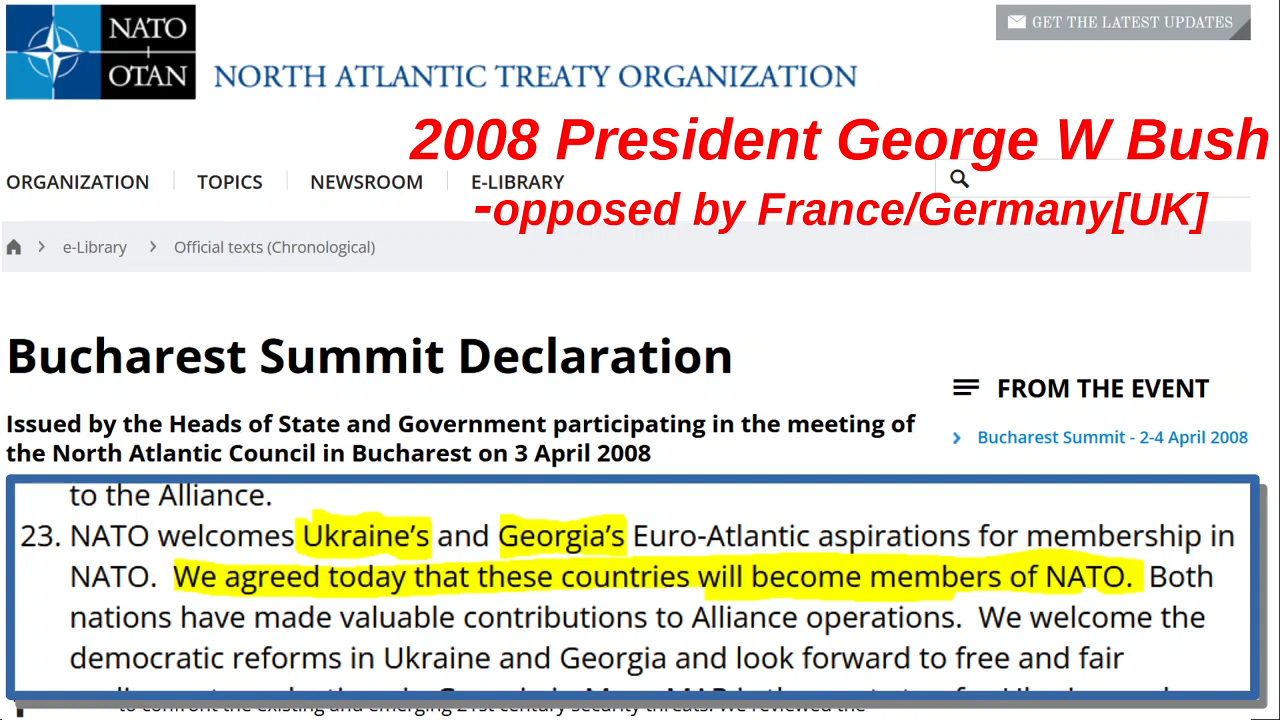 NATO
OTAN
NORTH ATLANTIC TREATY ORGANIZATION
GET THE LATEST UPDATES
2008 President George W Bush
-opposed by France/Germany[UK]
ORGANIZATION
TOPICS
NEWSROOM
E-LIBRARY
e-Library
Official texts (Chronological)
Bucharest Summit Declaration
Issued by the Heads of State and Government participating in the meeting of
the North Atlantic Council in Bucharest on 3 April 2008
FROM THE EVENT
Bucharest Summit - 2-4 April 2008
to the Alliance.
23. NATO welcomes Ukraine’s and Georgia’s Euro-Atlantic aspirations for membership in
NATO.  We agreed today that these countries will become members of NATO.  Both
nations have made valuable contributions to Alliance operations.  We welcome the
democratic reforms in Ukraine and Georgia and look forward to free and fair
to confront the existing and emerging 21st century security threats. We reviewed the